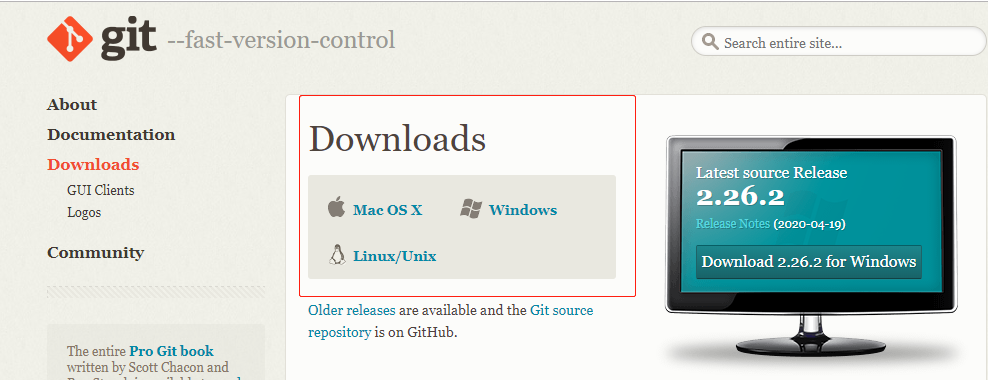 git --fast-version-control
Search entire site...
About
Documentation
Downloads
GUI Clients
Logos
Community
The entire Pro Git book
written by Scott Chacon and
Downloads
Mac OS X
Windows
Linux/Unix
Older releases are available and the Git source
repository is on GitHub.
Latest source Release
2.26.2
Release Notes (2020-04-19)
Download 2.26.2 for Windows